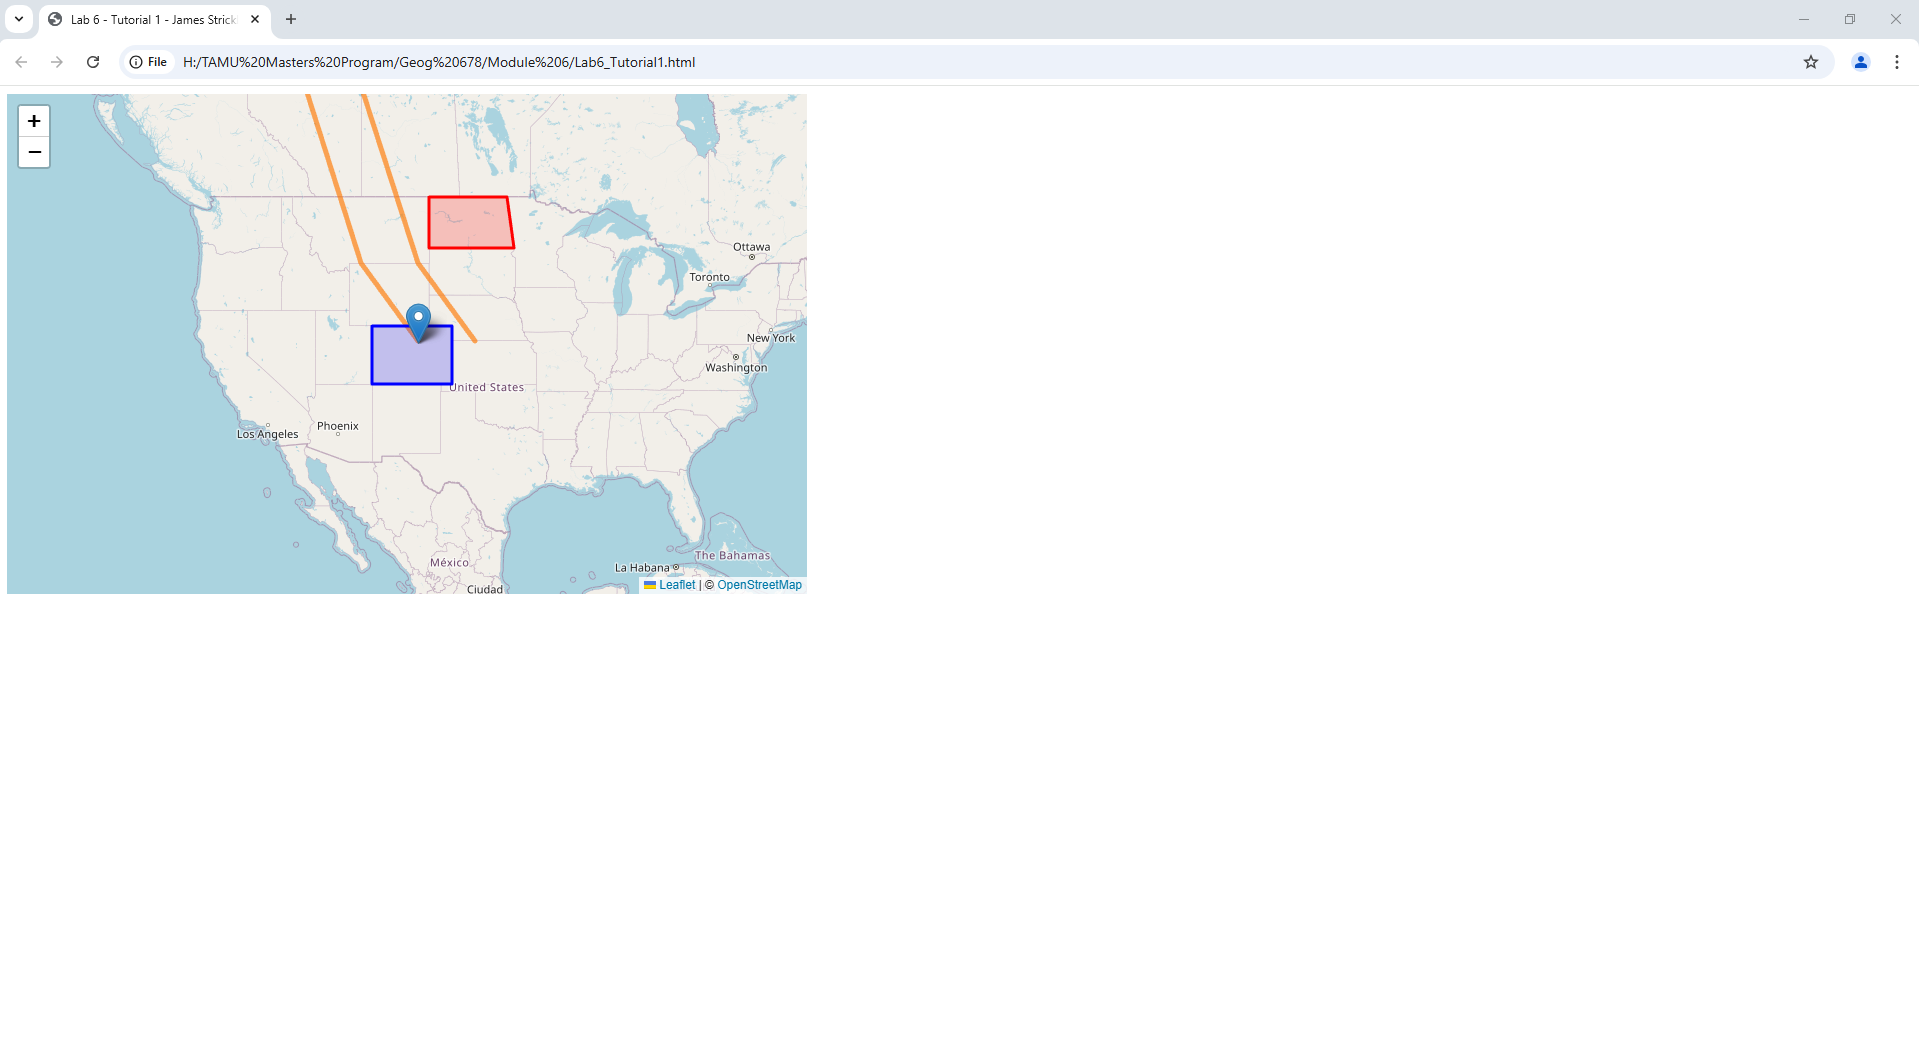 Lab 6 - Tutorial 1 - James Strick
File
H:/TAMU%20Masters%20Program/Geog%20678/Module%206/Lab6_Tutorial1.html
+
−
Ottawa
Toronto
New York
Washington
United States
Phoenix
Los Angeles
The Bahamas
México
La Habana
Ciudad
Leaflet | © OpenStreetMap